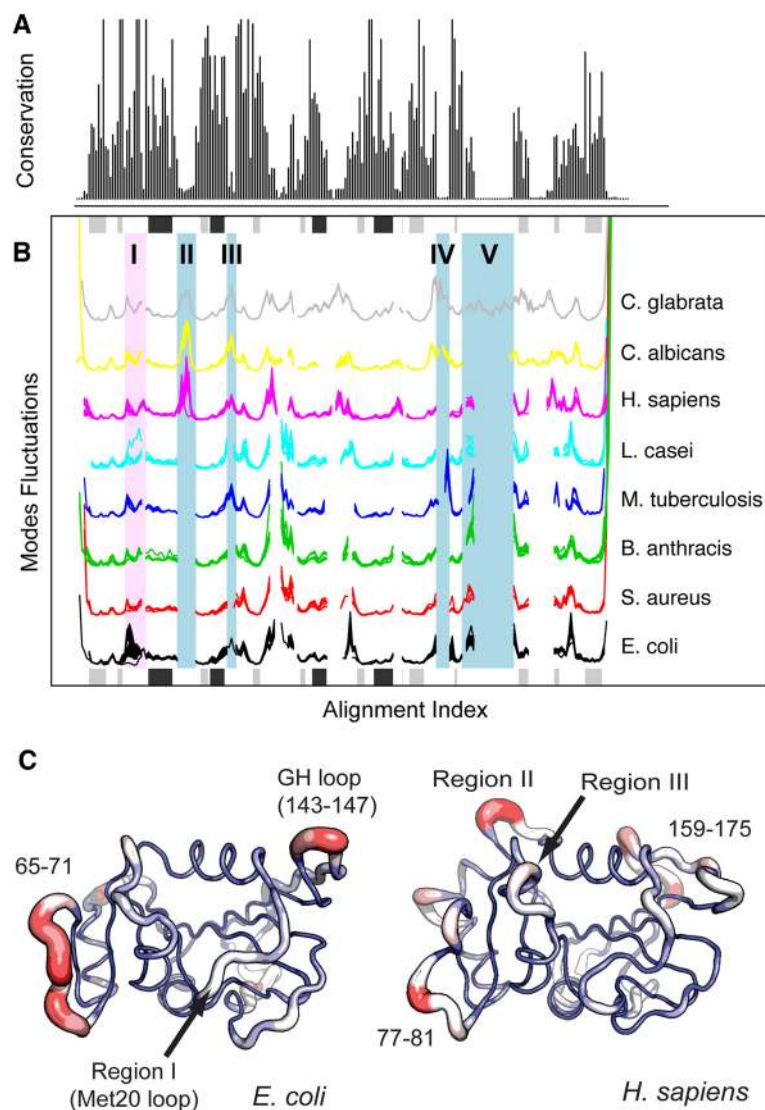 A
Conservation
B
I II III IV V
C. glabrata
C. albicans
H. sapiens
L. casei
M. tuberculosis
B. anthracis
S. aureus
E. coli
Modes Fluctuations
Alignment Index
C
GH loop
(143-147)
65-71
Region I
(Met20 loop)
E. coli
Region II
Region III
159-175
77-81
H. sapiens